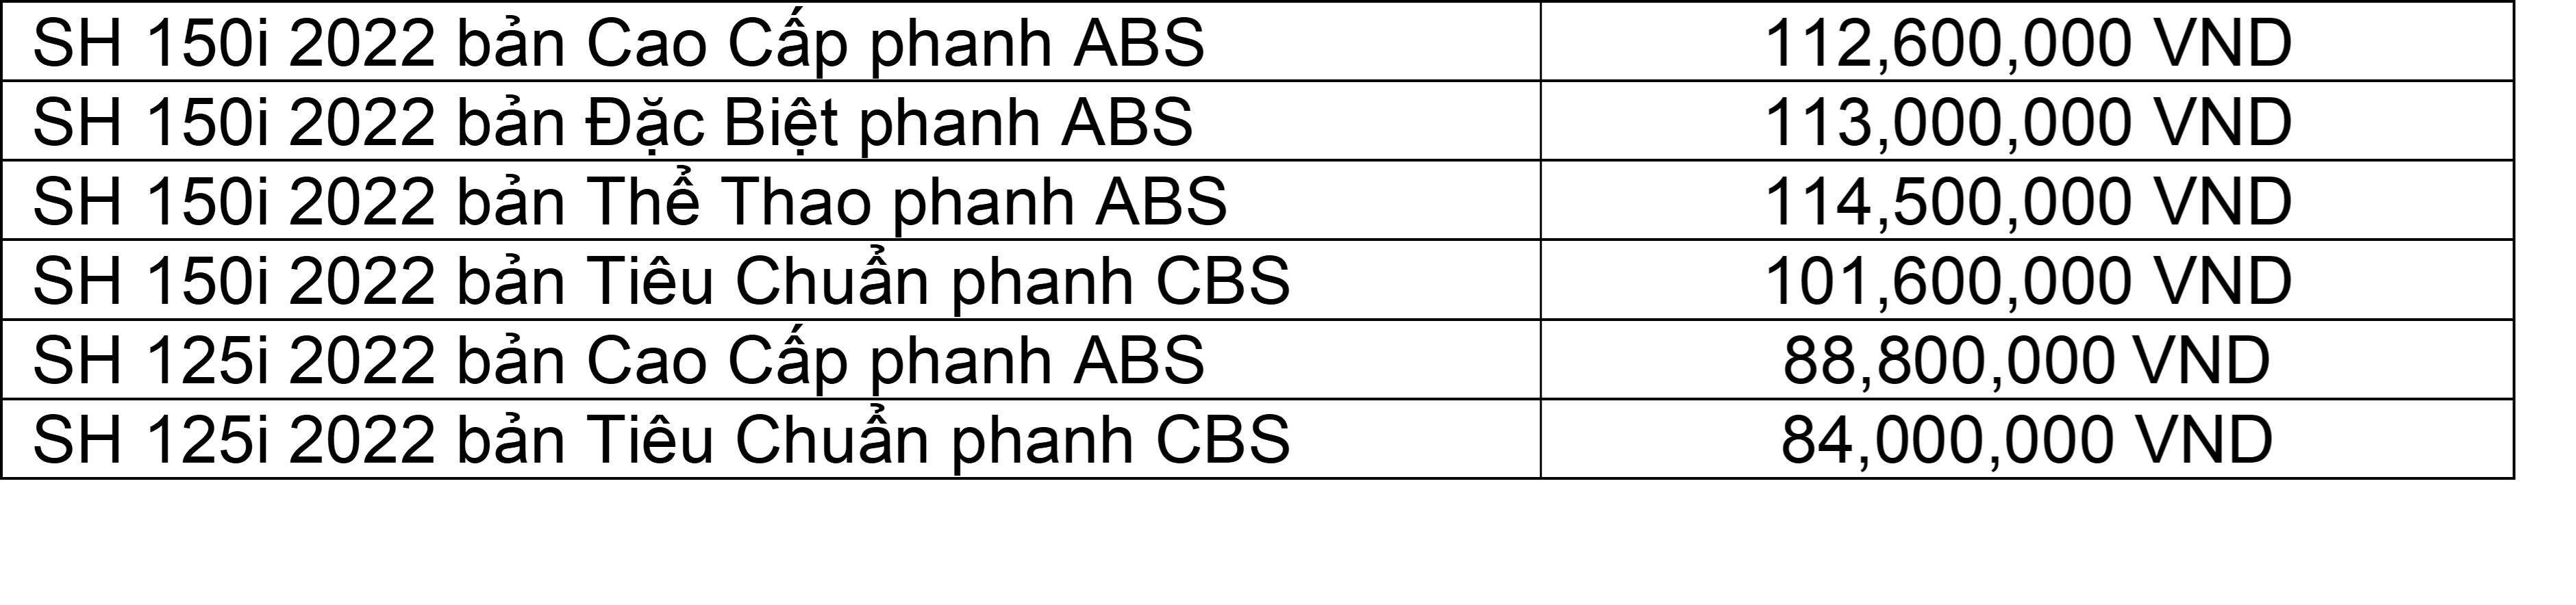 SH 150i 2022 bản Cao Cấp phanh ABS 112,600,000 VND
SH 150i 2022 bản Đặc Biệt phanh ABS 113,000,000 VND
SH 150i 2022 bản Thể Thao phanh ABS 114,500,000 VND
SH 150i 2022 bản Tiêu Chuẩn phanh CBS 101,600,000 VND
SH 125i 2022 bản Cao Cấp phanh ABS 88,800,000 VND
SH 125i 2022 bản Tiêu Chuẩn phanh CBS 84,000,000 VND